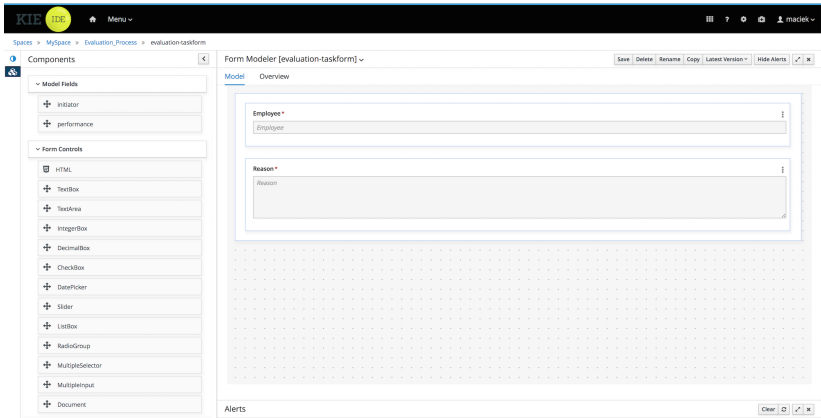 KIE IDE Menu ? maciek
Spaces » MySpace » Evaluation_Process » evaluation-taskform
Components
Model Fields
initiator
performance
Form Controls
HTML
TextBox
TextArea
IntegerBox
DecimalBox
CheckBox
DatePicker
Slider
ListBox
RadioGroup
MultipleSelector
MultipleInput
Document
Form Modeler [evaluation-taskform]
Save Delete Rename Copy Latest Version Hide Alerts
Model Overview
Employee *
Employee
Reason *
Reason
Alerts
Clear